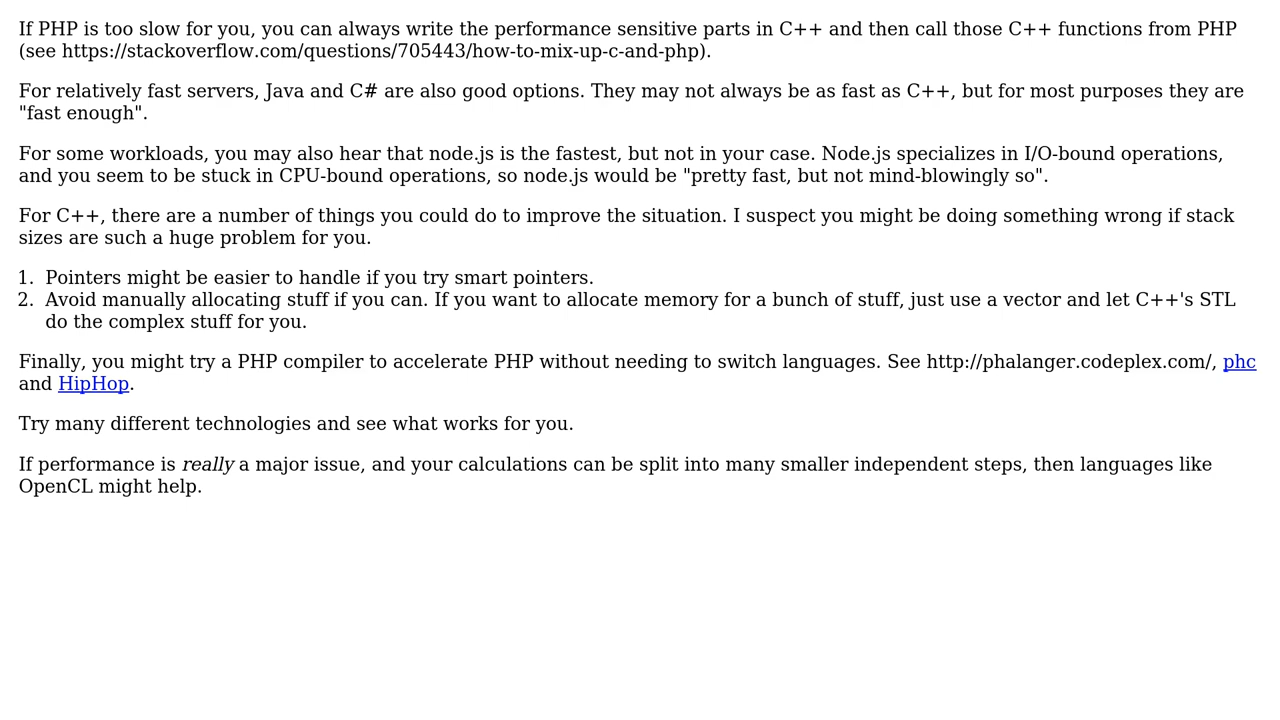 If PHP is too slow for you, you can always write the performance sensitive parts in C++ and then call those C++ functions from PHP
(see https://stackoverflow.com/questions/705443/how-to-mix-up-c-and-php).
For relatively fast servers, Java and C# are also good options. They may not always be as fast as C++, but for most purposes they are
"fast enough".
For some workloads, you may also hear that node.js is the fastest, but not in your case. Node.js specializes in I/O-bound operations,
and you seem to be stuck in CPU-bound operations, so node.js would be "pretty fast, but not mind-blowingly so".
For C++, there are a number of things you could do to improve the situation. I suspect you might be doing something wrong if stack
sizes are such a huge problem for you.
1. Pointers might be easier to handle if you try smart pointers.
2. Avoid manually allocating stuff if you can. If you want to allocate memory for a bunch of stuff, just use a vector and let C++'s STL
do the complex stuff for you.
Finally, you might try a PHP compiler to accelerate PHP without needing to switch languages. See http://phalanger.codeplex.com/, phc
and HipHop.
Try many different technologies and see what works for you.
If performance is really a major issue, and your calculations can be split into many smaller independent steps, then languages like
OpenCL might help.